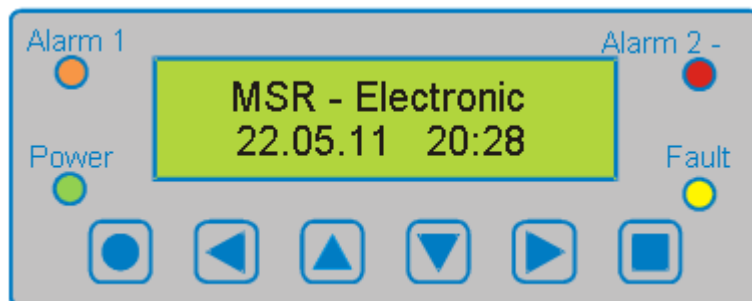 Alarm 1
Alarm 2 -
MSR - Electronic
22.05.11 20:28
Power
Fault